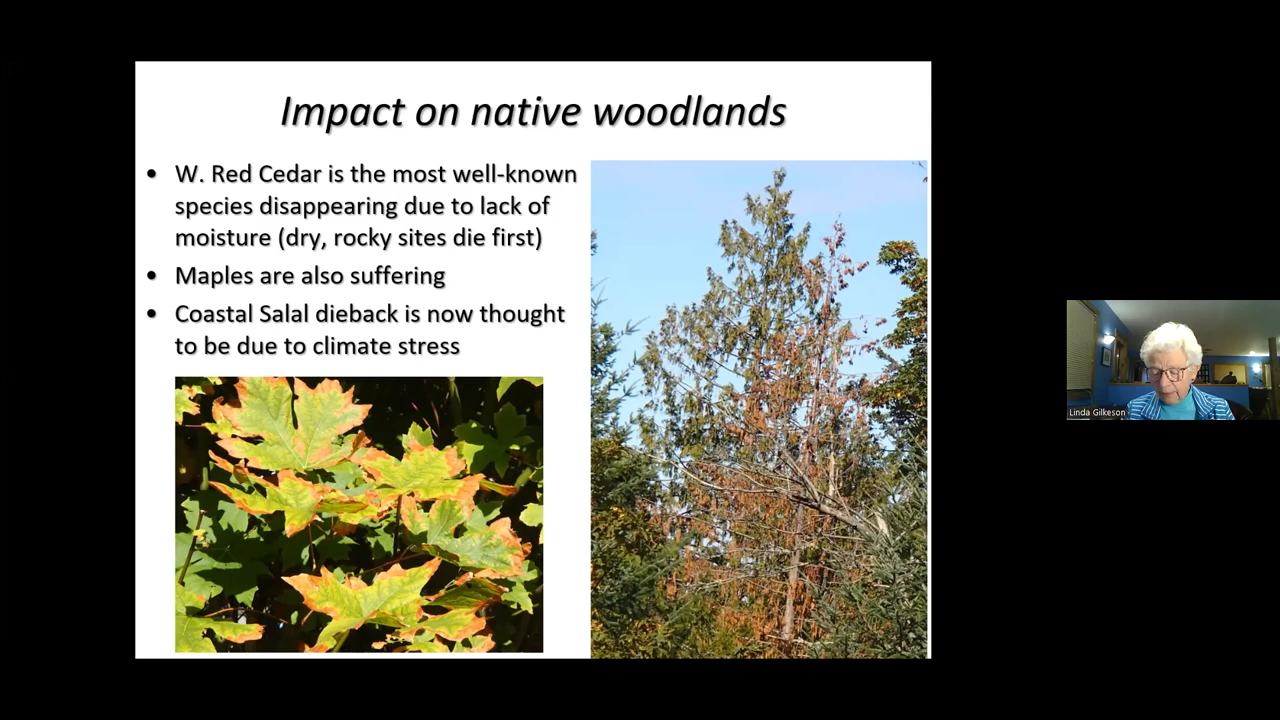 Impact on native woodlands
• W. Red Cedar is the most well-known
species disappearing due to lack of
moisture (dry, rocky sites die first)
• Maples are also suffering
• Coastal Salal dieback is now thought
to be due to climate stress
Linda Gilkeson